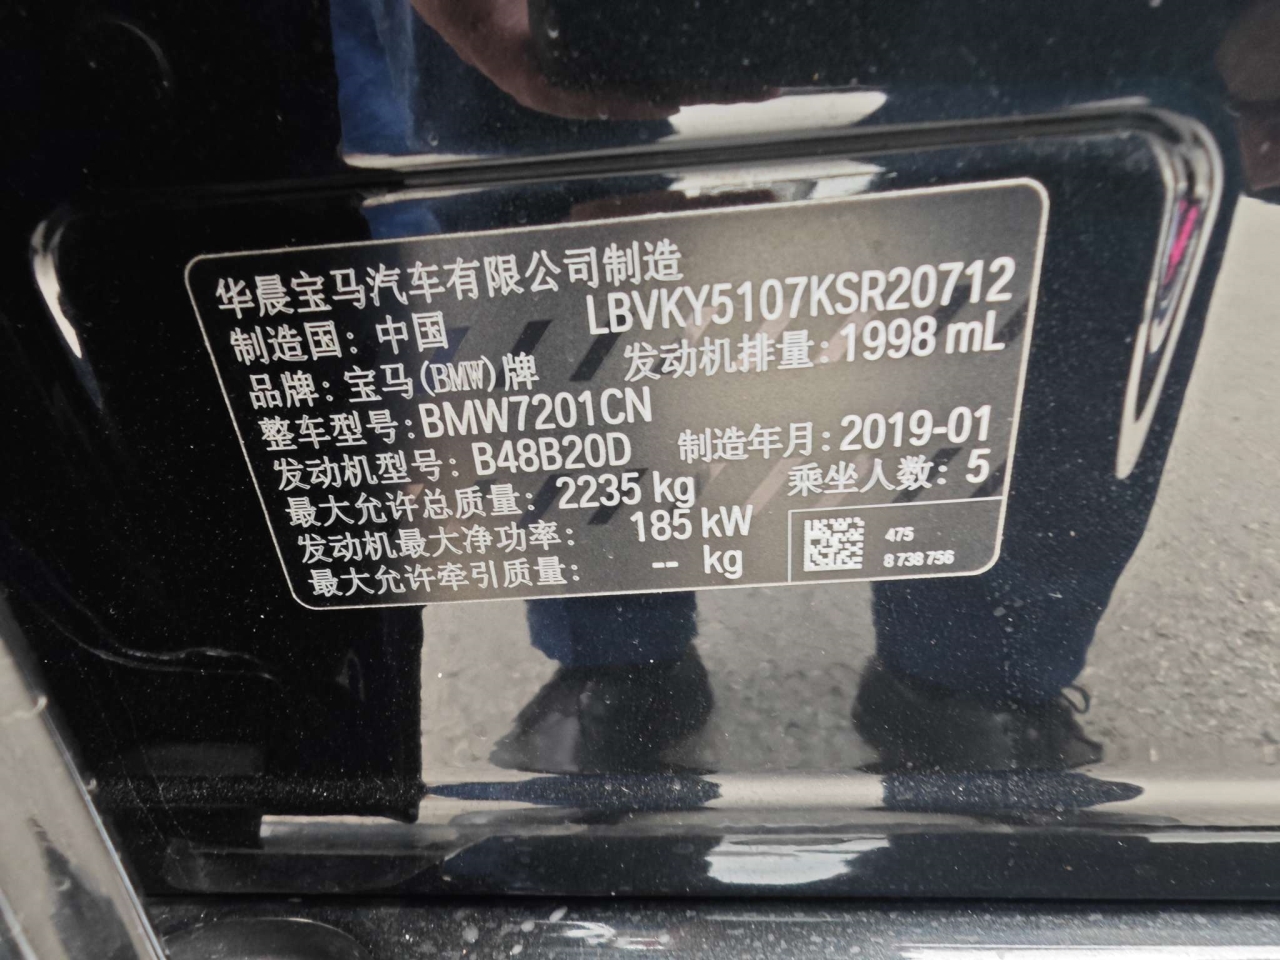 华晨宝马汽车有限公司制造
LBVKY5107KSR20712
制造国：中国
发动机排量：1998 mL
品牌：宝马(BMW)牌
整车型号：BMW7201CN
制造年月：2019-01
发动机型号：B48B20D
乘坐人数：5
最大允许总质量：2235 kg
发动机最大净功率：185 kW
最大允许牵引质量：-- kg
475
8 738 756